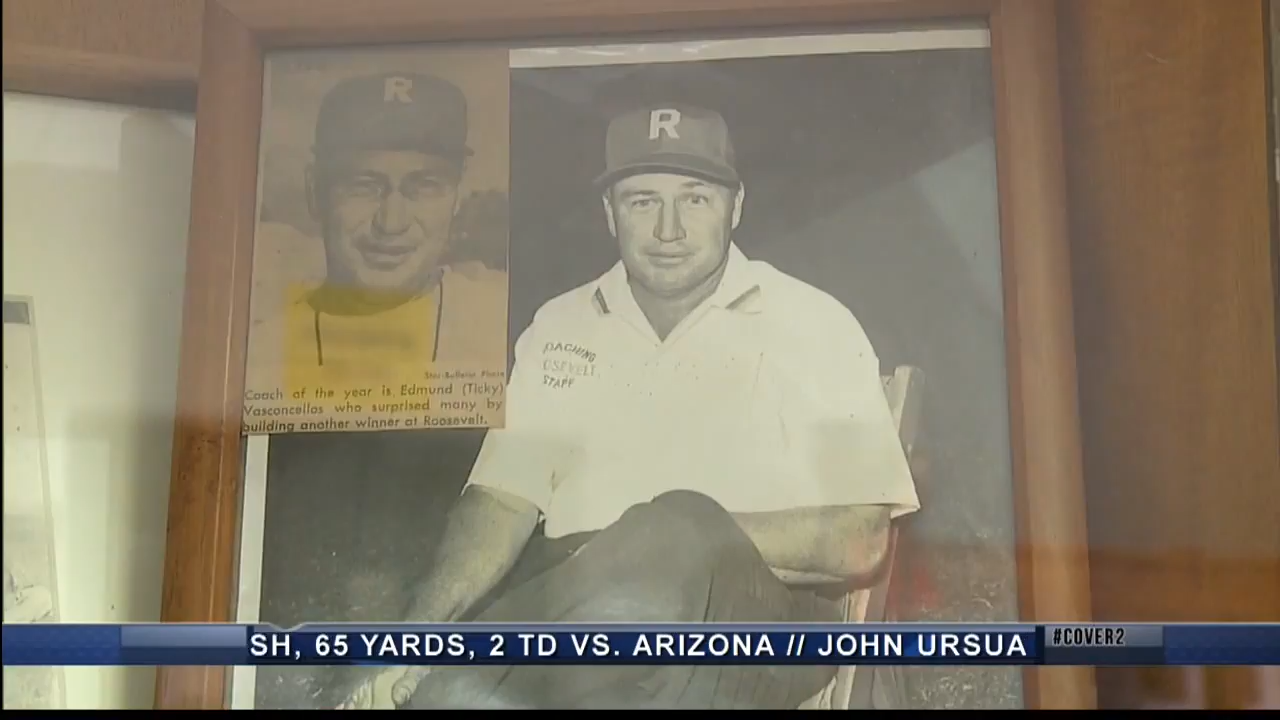 R
R
COACHING
ROOSEVELT
STAFF
Star-Bulletin Photo
Coach of the year is Edmund (Ticky)
Vasconcellos who surprised many by
building another winner at Roosevelt.
SH, 65 YARDS, 2 TD VS. ARIZONA // JOHN URSUA
#COVER2